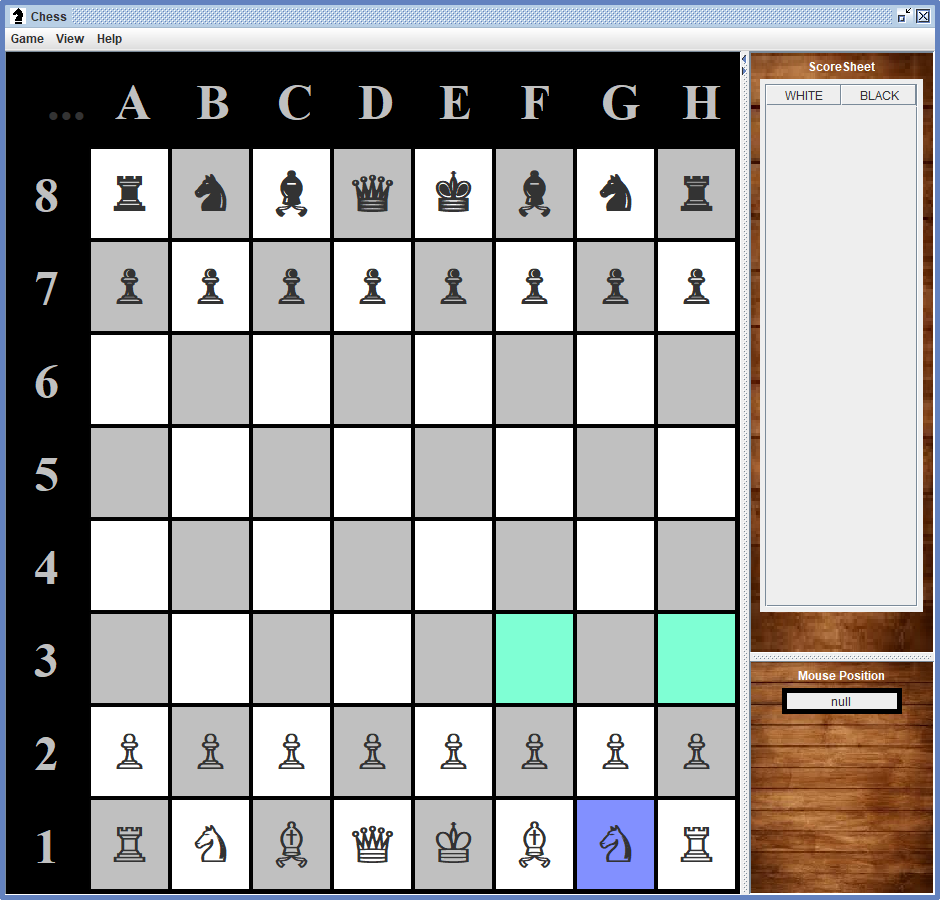 Chess
Game View Help
... A B C D E F G H
8
7
6
5
4
3
2
1
ScoreSheet
WHITE BLACK
Mouse Position
null